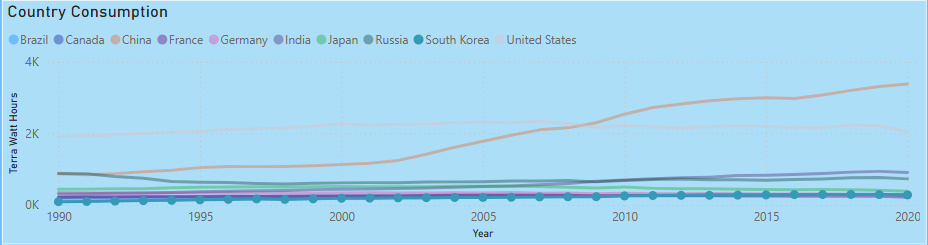 Country Consumption
Brazil Canada China France Germany India Japan Russia South Korea United States
4K
2K
0K
Terra Watt Hours
1990 1995 2000 2005 2010 2015 2020
Year